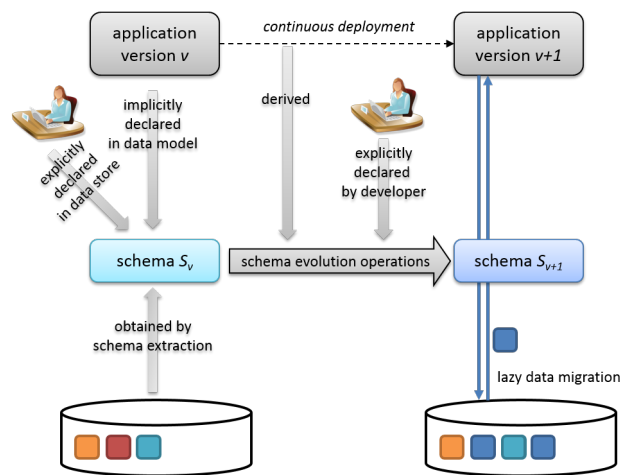 application
version v
continuous deployment
application
version v+1
implicitly
declared
in data model
derived
explicitly
declared
in data store
explicitly
declared
by developer
schema Sv
schema evolution operations
schema Sv+1
obtained by
schema extraction
lazy data migration